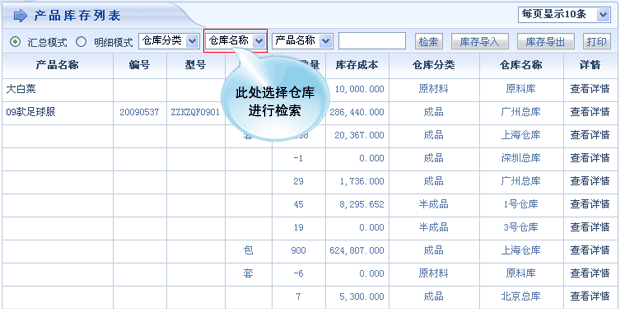 产品库存列表 每页显示10条
汇总模式 明细模式 仓库分类 仓库名称 产品名称 检索 库存导入 库存导出 打印
产品名称 编号 型号 数量 库存成本 仓库分类 仓库名称 详情
此处选择仓库
进行检索
大白菜 10,000.000 原材料 原料库 查看详情
09款足球服 20090537 ZZKZQF0901 286,440.000 成品 广州总库 查看详情
套 20,367.000 成品 上海仓库 查看详情
-1 0.000 成品 深圳总库 查看详情
29 1,736.000 成品 广州总库 查看详情
45 8,295.652 半成品 1号仓库 查看详情
19 0.000 半成品 3号仓库 查看详情
包 900 624,807.000 成品 上海仓库 查看详情
套 -6 0.000 原材料 原料库 查看详情
7 5,300.000 成品 北京总库 查看详情